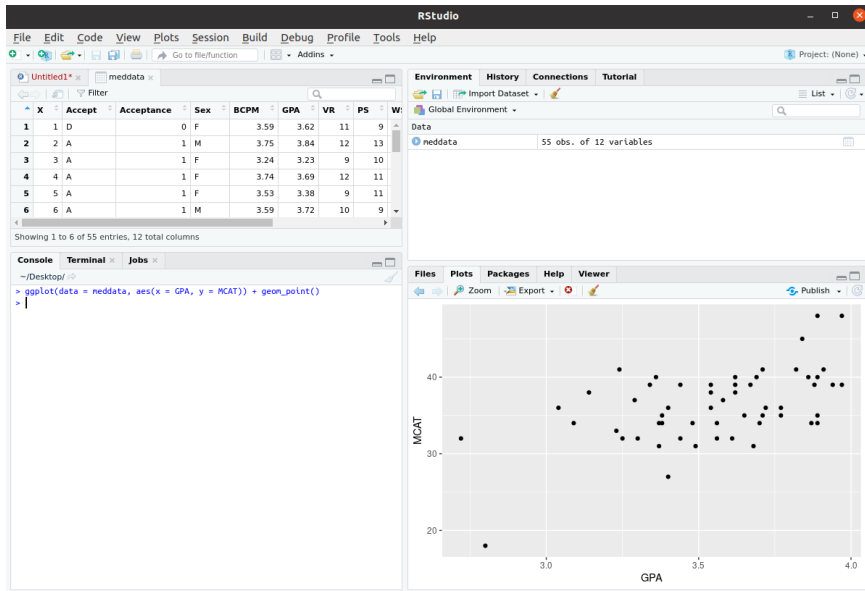 RStudio
File Edit Code View Plots Session Build Debug Profile Tools Help
Go to file/function Addins Project: (None)
Untitled1* meddata
Filter
X Accept Acceptance Sex BCPM GPA VR PS
1 1 D 0 F 3.59 3.62 11 9
2 2 A 1 M 3.75 3.84 12 13
3 3 A 1 F 3.24 3.23 9 10
4 4 A 1 F 3.74 3.69 12 11
5 5 A 1 F 3.53 3.38 9 11
6 6 A 1 M 3.59 3.72 10 9
Showing 1 to 6 of 55 entries, 12 total columns
Console Terminal Jobs
~/Desktop/
> ggplot(data = meddata, aes(x = GPA, y = MCAT)) + geom_point()
>
Environment History Connections Tutorial
Import Dataset List
Global Environment
Data
meddata 55 obs. of 12 variables
Files Plots Packages Help Viewer
Zoom Export Publish
MCAT
40
30
20
3.0 3.5 4.0
GPA